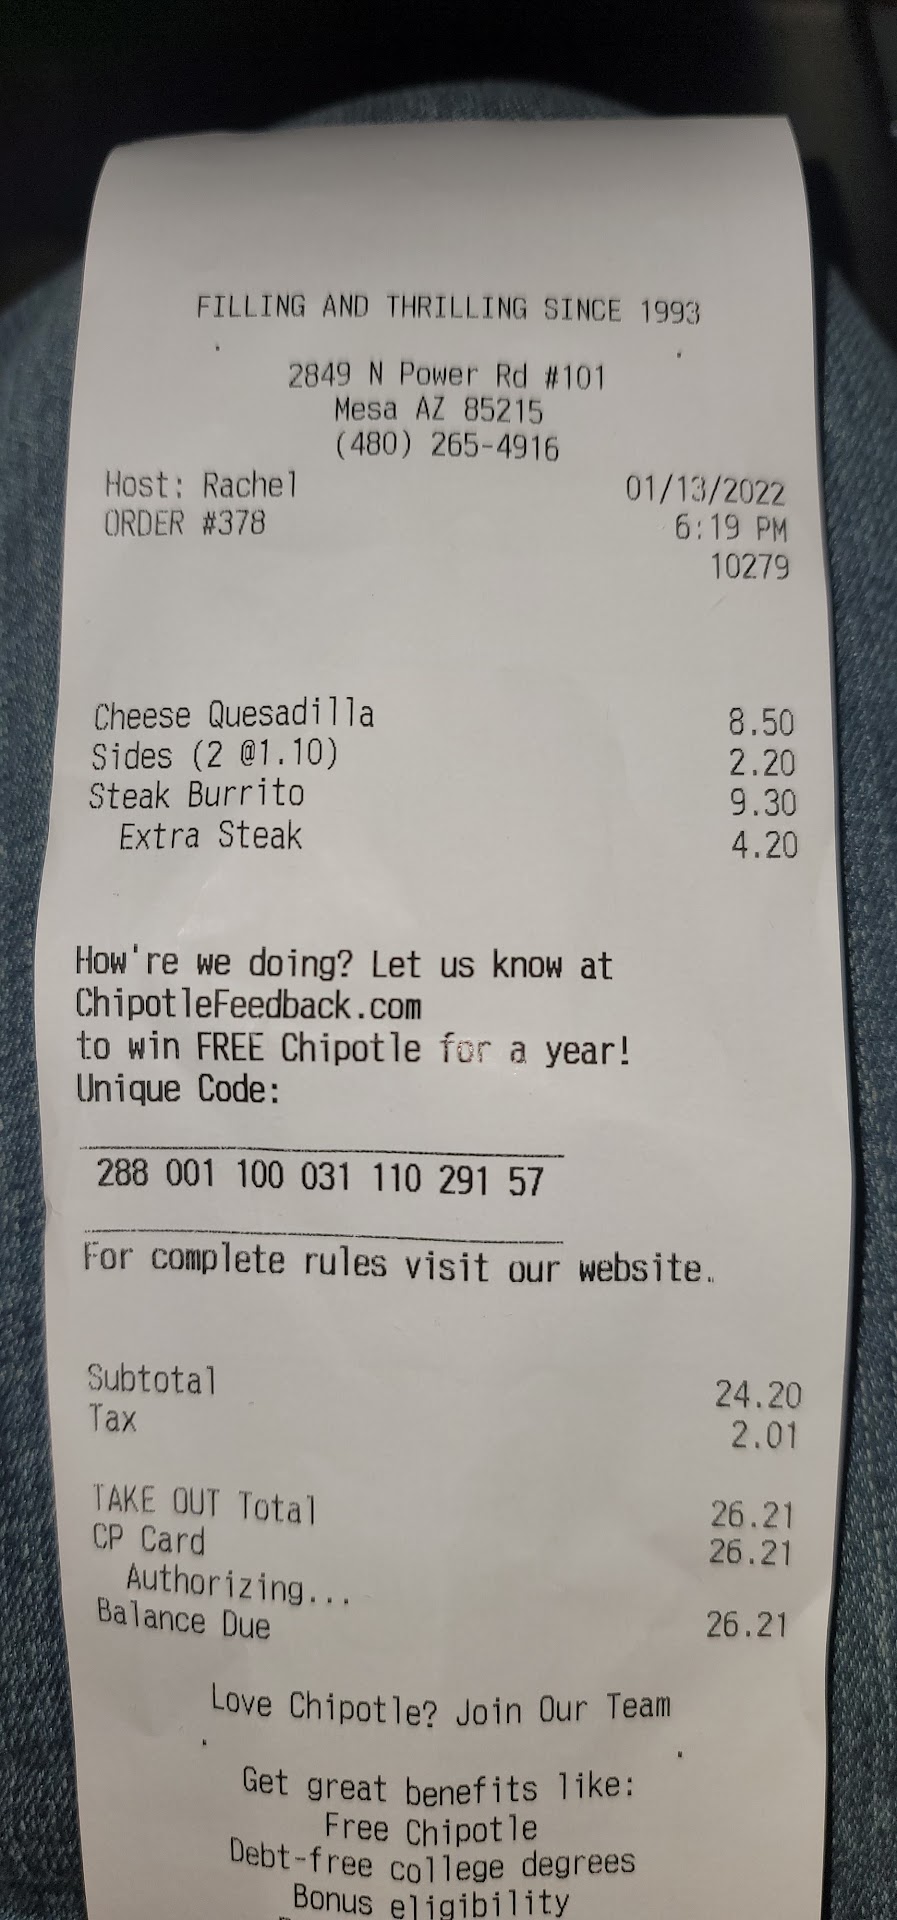 FILLING AND THRILLING SINCE 1993
2849 N Power Rd #101
Mesa AZ 85215
(480) 265-4916
Host: Rachel 01/13/2022
ORDER #378 6:19 PM
10279
Cheese Quesadilla 8.50
Sides (2 @1.10) 2.20
Steak Burrito 9.30
Extra Steak 4.20
How're we doing? Let us know at
ChipotleFeedback.com
to win FREE Chipotle for a year!
Unique Code:
288 001 100 031 110 291 57
For complete rules visit our website.
Subtotal 24.20
Tax 2.01
TAKE OUT Total 26.21
CP Card 26.21
Authorizing...
Balance Due 26.21
Love Chipotle? Join Our Team
Get great benefits like:
Free Chipotle
Debt-free college degrees
Bonus eligibility